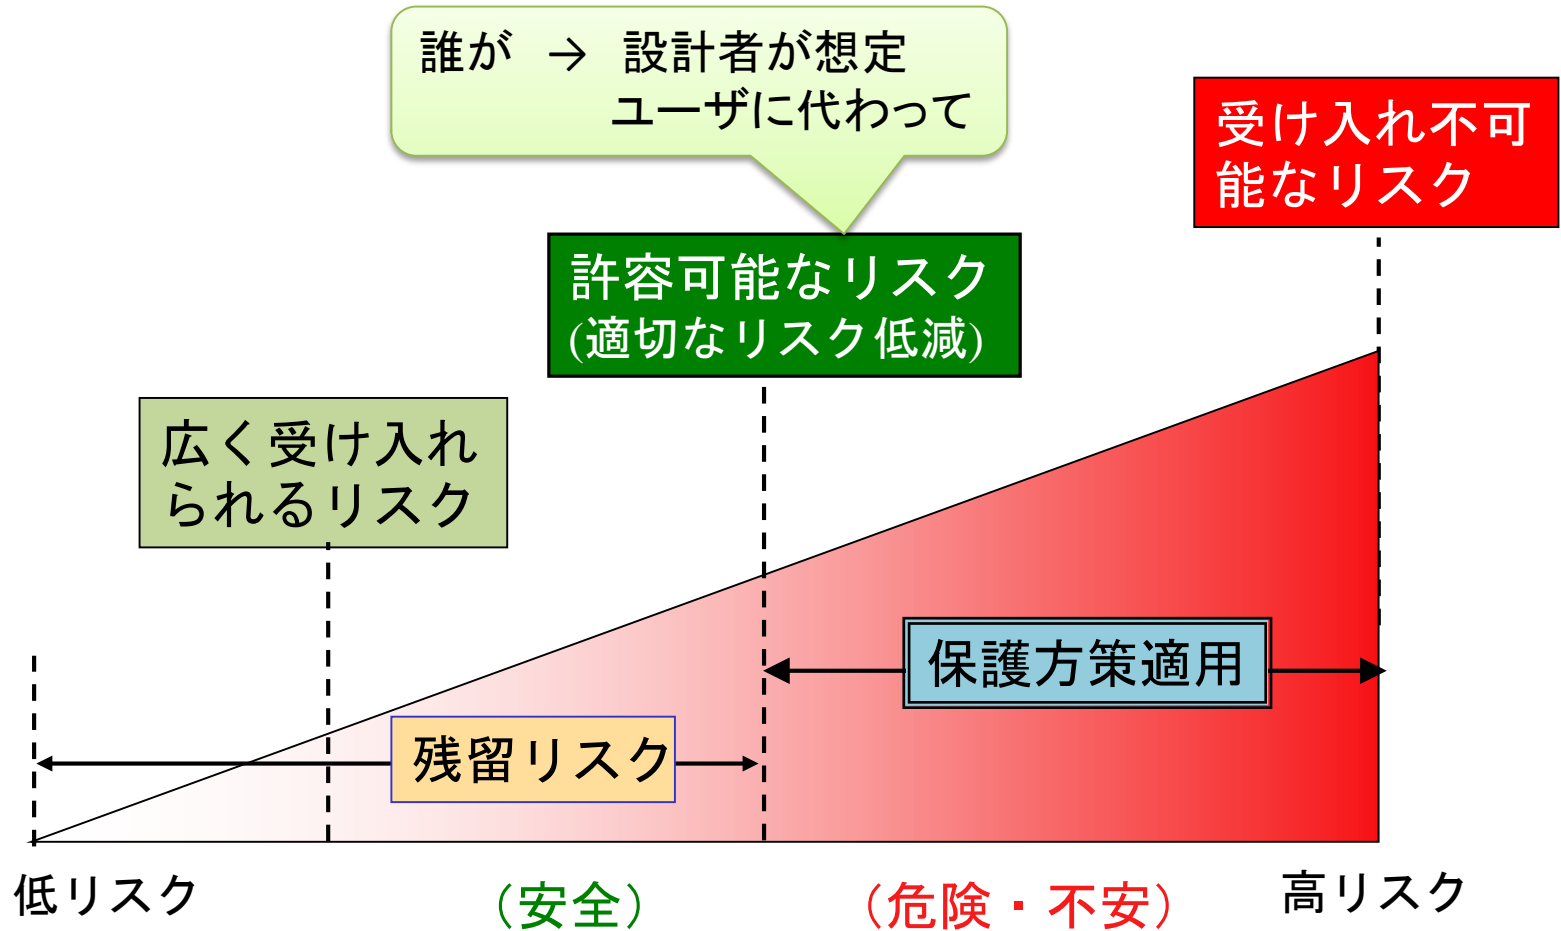 誰が → 設計者が想定
ユーザに代わって
受け入れ不可
能なリスク
許容可能なリスク
(適切なリスク低減)
広く受け入れ
られるリスク
保護方策適用
残留リスク
低リスク
（安全）
（危険・不安）
高リスク